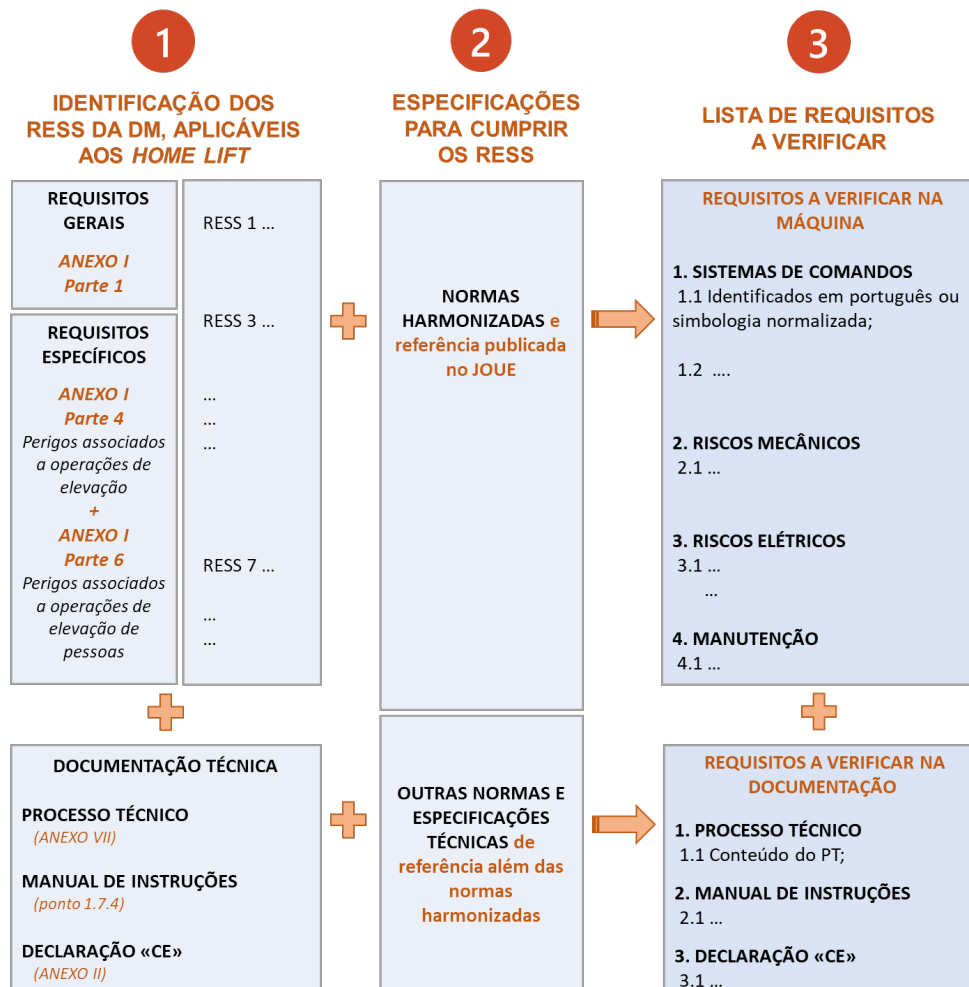 1
IDENTIFICAÇÃO DOS
RESS DA DM, APLICÁVEIS
AOS HOME LIFT
REQUISITOS
GERAIS
ANEXO I
Parte 1
REQUISITOS
ESPECÍFICOS
ANEXO I
Parte 4
Perigos associados
a operações de
elevação
+
ANEXO I
Parte 6
Perigos associados
a operações de
elevação de
pessoas
RESS 1 ...
RESS 3 ...
...
...
...
RESS 7 ...
...
...
DOCUMENTAÇÃO TÉCNICA
PROCESSO TÉCNICO
(ANEXO VII)
MANUAL DE INSTRUÇÕES
(ponto 1.7.4)
DECLARAÇÃO «CE»
(ANEXO II)
2
ESPECIFICAÇÕES
PARA CUMPRIR
OS RESS
NORMAS
HARMONIZADAS e
referência publicada
no JOUE
OUTRAS NORMAS E
ESPECIFICAÇÕES
TÉCNICAS de
referência além das
normas
harmonizadas
3
LISTA DE REQUISITOS
A VERIFICAR
REQUISITOS A VERIFICAR NA
MÁQUINA
1. SISTEMAS DE COMANDOS
1.1 Identificados em português ou
simbologia normalizada;
1.2 ....
2. RISCOS MECÂNICOS
2.1 ...
3. RISCOS ELÉTRICOS
3.1 ...
...
4. MANUTENÇÃO
4.1 ...
REQUISITOS A VERIFICAR NA
DOCUMENTAÇÃO
1. PROCESSO TÉCNICO
1.1 Conteúdo do PT;
2. MANUAL DE INSTRUÇÕES
2.1 ...
3. DECLARAÇÃO «CE»
3.1 ...